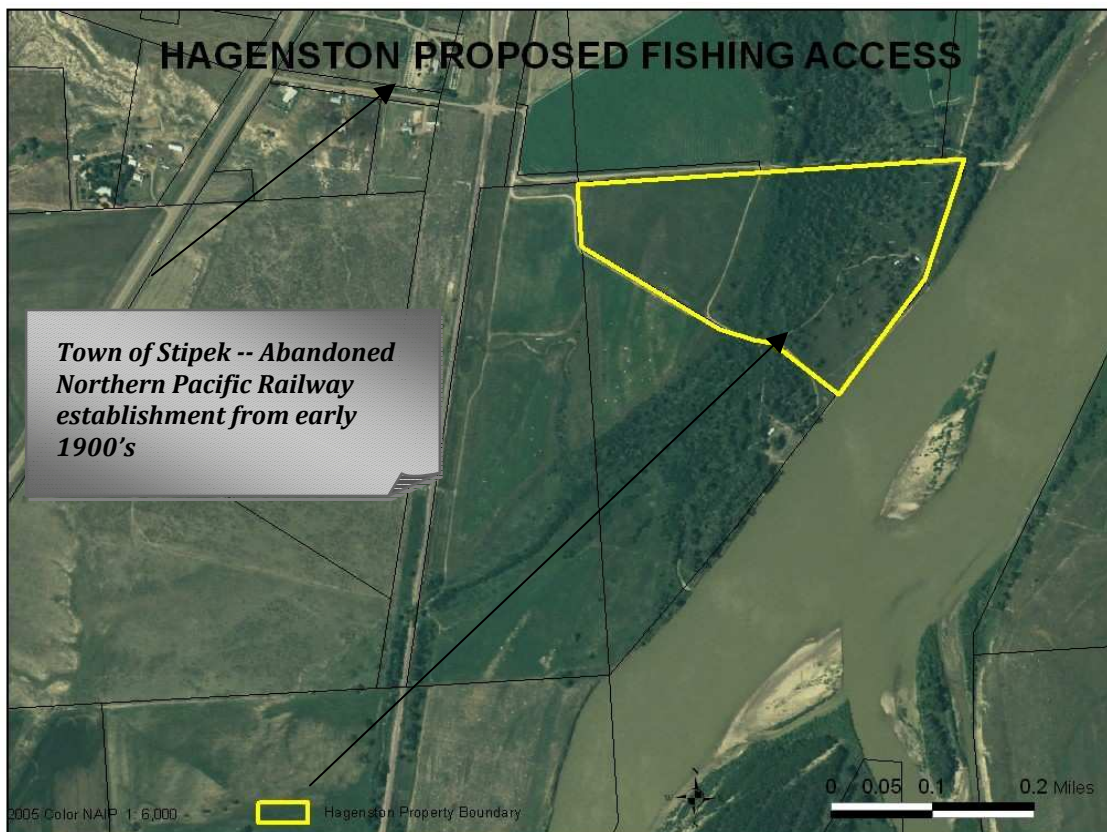 HAGENSTON PROPOSED FISHING ACCESS
Town of Stipek -- Abandoned
Northern Pacific Railway
establishment from early
1900's
N
W
0 0.05 0.1 0.2 Miles
2005 Color NAIP 1: 6,000
Hagenston Property Boundary